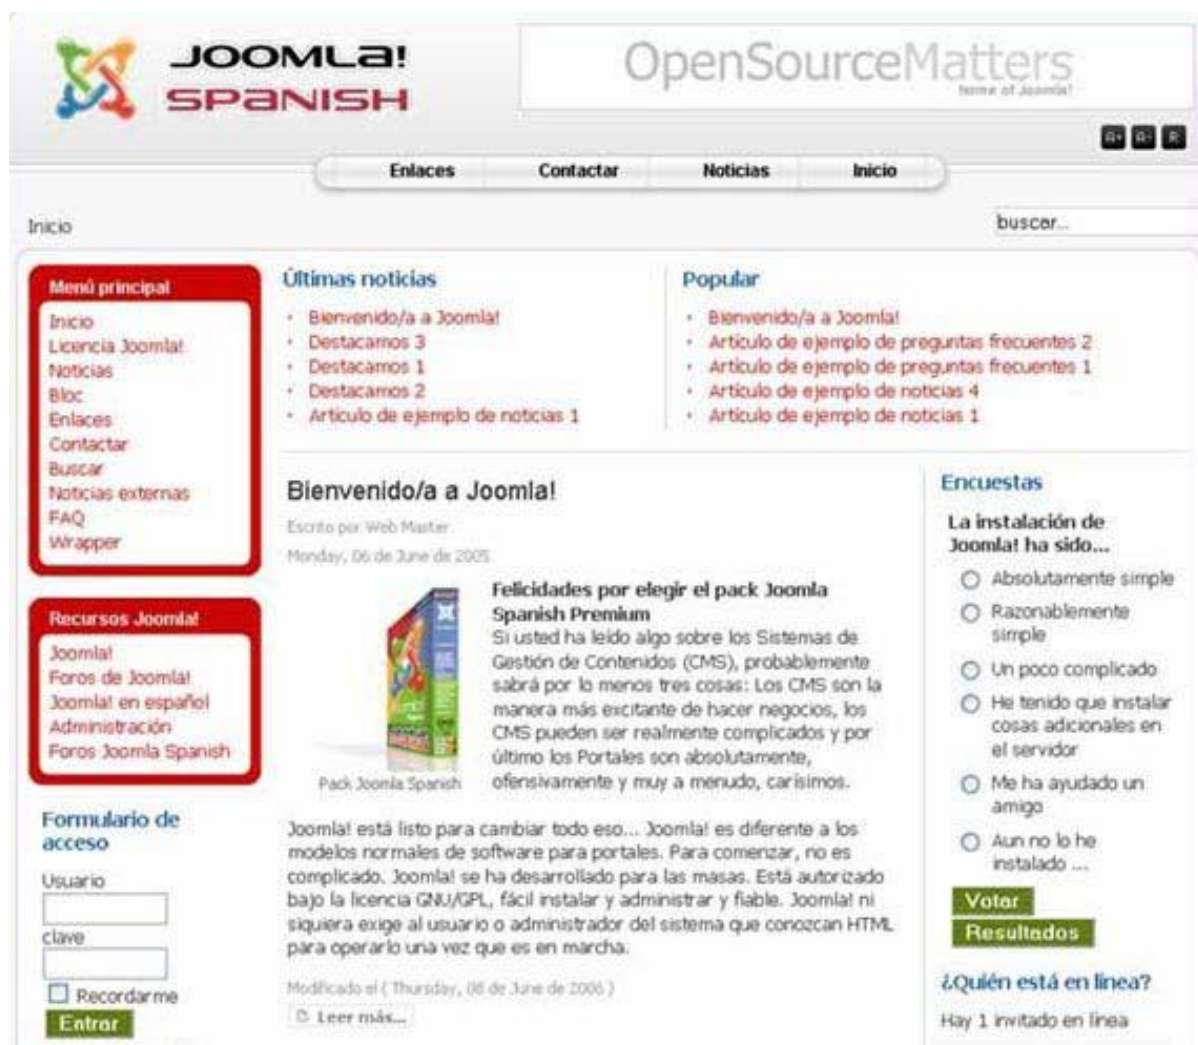 JOOMLa!
SPaNISH
OpenSourceMatters
home of Joomla!
A+ A- R
Enlaces Contactar Noticias Inicio
Inicio
buscar...
Menú principal
Inicio
Licencia Joomla!
Noticias
Bloc
Enlaces
Contactar
Buscar
Noticias externas
FAQ
Wrapper
Recursos Joomla!
Joomla!
Foros de Joomla!
Joomla! en español
Administración
Foros Joomla Spanish
Formulario de
acceso
Usuario
clave
Recordarme
Entrar
Últimas noticias
Bienvenido/a a Joomla!
Destacamos 3
Destacamos 1
Destacamos 2
Artículo de ejemplo de noticias 1
Popular
Bienvenido/a a Joomla!
Artículo de ejemplo de preguntas frecuentes 2
Artículo de ejemplo de preguntas frecuentes 1
Artículo de ejemplo de noticias 4
Artículo de ejemplo de noticias 1
Bienvenido/a a Joomla!
Escrito por Web Master
Monday, 06 de June de 2005
Felicidades por elegir el pack Joomla
Spanish Premium
Si usted ha leído algo sobre los Sistemas de
Gestión de Contenidos (CMS), probablemente
sabrá por lo menos tres cosas: Los CMS son la
manera más excitante de hacer negocios, los
CMS pueden ser realmente complicados y por
último los Portales son absolutamente,
ofensivamente y muy a menudo, carísimos.
Pack Joomla Spanish
Joomla! está listo para cambiar todo eso... Joomla! es diferente a los
modelos normales de software para portales. Para comenzar, no es
complicado. Joomla! se ha desarrollado para las masas. Está autorizado
bajo la licencia GNU/GPL, fácil instalar y administrar y fiable. Joomla! ni
siquiera exige al usuario o administrador del sistema que conozcan HTML
para operarlo una vez que es en marcha.
Modificado el ( Thursday, 08 de June de 2006 )
Leer más...
Encuestas
La instalación de
Joomla! ha sido...
Absolutamente simple
Razonablemente
simple
Un poco complicado
He tenido que instalar
cosas adicionales en
el servidor
Me ha ayudado un
amigo
Aun no lo he
instalado ...
Votar
Resultados
¿Quién está en línea?
Hay 1 invitado en línea